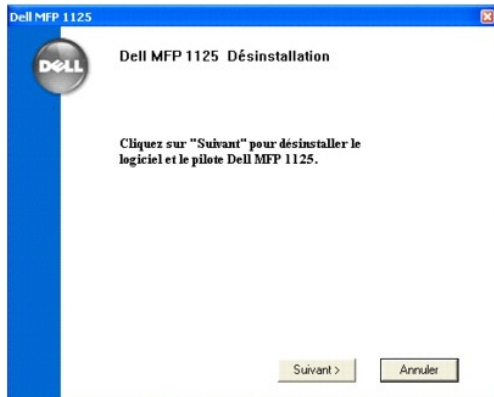 Dell MFP 1125
DELL
Dell MFP 1125 Désinstallation
Cliquez sur "Suivant" pour désinstaller le
logiciel et le pilote Dell MFP 1125.
Suivant >
Annuler